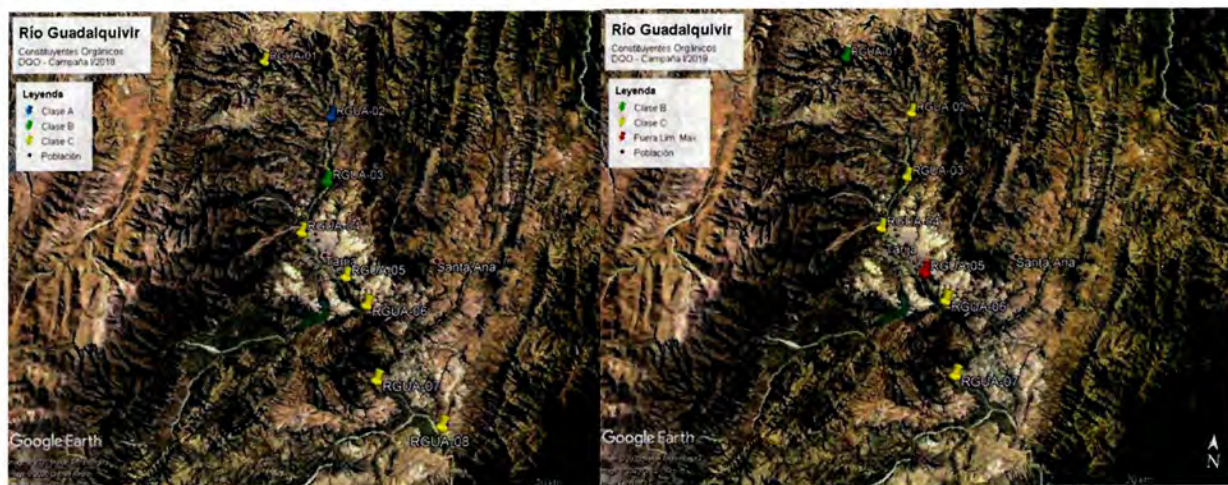 Río Guadalquivir
Constituyentes Orgánicos
DQO - Campaña I/2018
Leyenda
Clase A
Clase B
Clase C
Población
RGUA-01
RGUA-02
RGUA-03
RGUA-04
Tarija
RGUA-05
Santa Ana
RGUA-06
RGUA-07
RGUA-08
Google Earth
Río Guadalquivir
Constituyentes Orgánicos
DQO - Campaña I/2019
Leyenda
Clase B
Clase C
Fuera Lim. Max
Población
RGUA-01
RGUA-02
RGUA-03
RGUA-04
Tarija
RGUA-05
Santa Ana
RGUA-06
RGUA-07
Google Earth
N